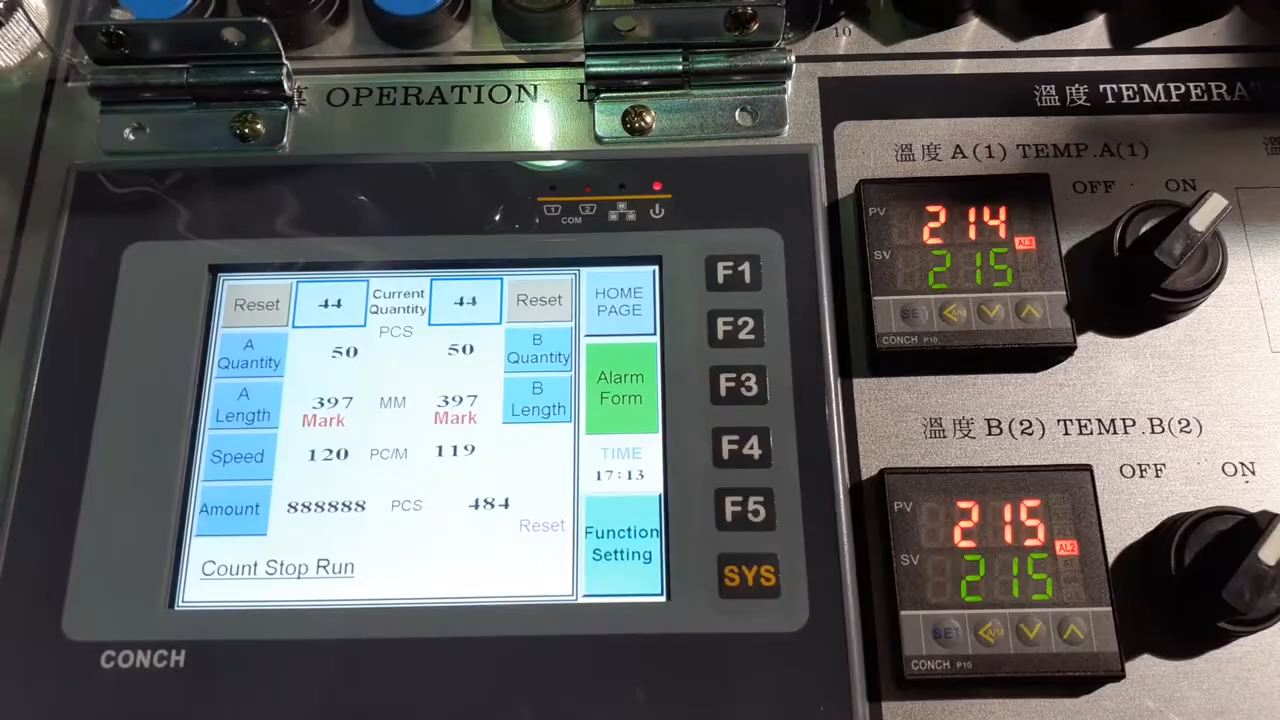 10
OPERATION.
溫度 TEMPERA
溫度 A(1) TEMP.A(1)
OFF ON
PV 214
AL2
SV 215
SET A/M
CONCH P10
溫度 B(2) TEMP.B(2)
OFF ON
PV 215
AL2
SV 215
AT
SET A/M
CONCH P10
1 2
COM
Reset 44 Current Quantity 44 Reset
PCS
A Quantity 50 50 B Quantity
A Length 397 MM 397 B Length
Mark Mark
Speed 120 PC/M 119
Amount 888888 PCS 484
Reset
Count Stop Run
HOME PAGE
Alarm Form
TIME
17:13
Function Setting
F1
F2
F3
F4
F5
SYS
CONCH